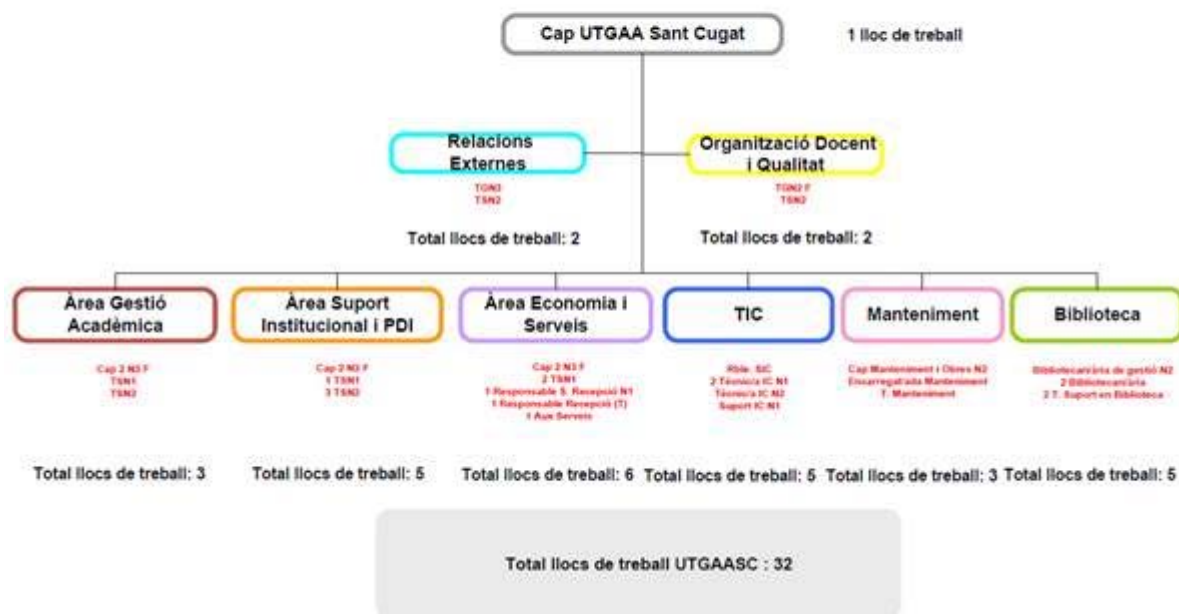 Cap UTGAA Sant Cugat
1 lloc de treball
Relacions
Externes
TGN3
TSN2
Total llocs de treball: 2
Organització Docent
i Qualitat
TGN2 F
TSN2
Total llocs de treball: 2
Àrea Gestió
Acadèmica
Cap 2 N3 F
TSN1
TSN2
Total llocs de treball: 3
Àrea Suport
Institucional i PDI
Cap 2 N3 F
1 TSN1
3 TSN2
Total llocs de treball: 5
Àrea Economia i
Serveis
Cap 2 N3 F
2 TSN1
1 Responsable S. Recepció N1
1 Responsable Recepció (T)
1 Aux Serveis
Total llocs de treball: 6
TIC
Rble. SIC
2 Tècnic/a IC N1
Tècnic/a IC N2
Suport IC N1
Total llocs de treball: 5
Manteniment
Cap Manteniment i Obres N2
Encarregat/ada Manteniment
T. Manteniment
Total llocs de treball: 3
Biblioteca
Bibliotecari/ària de gestió N2
2 Bibliotecari/ària
2 T. Suport en Biblioteca
Total llocs de treball: 5
Total llocs de treball UTGAASC : 32